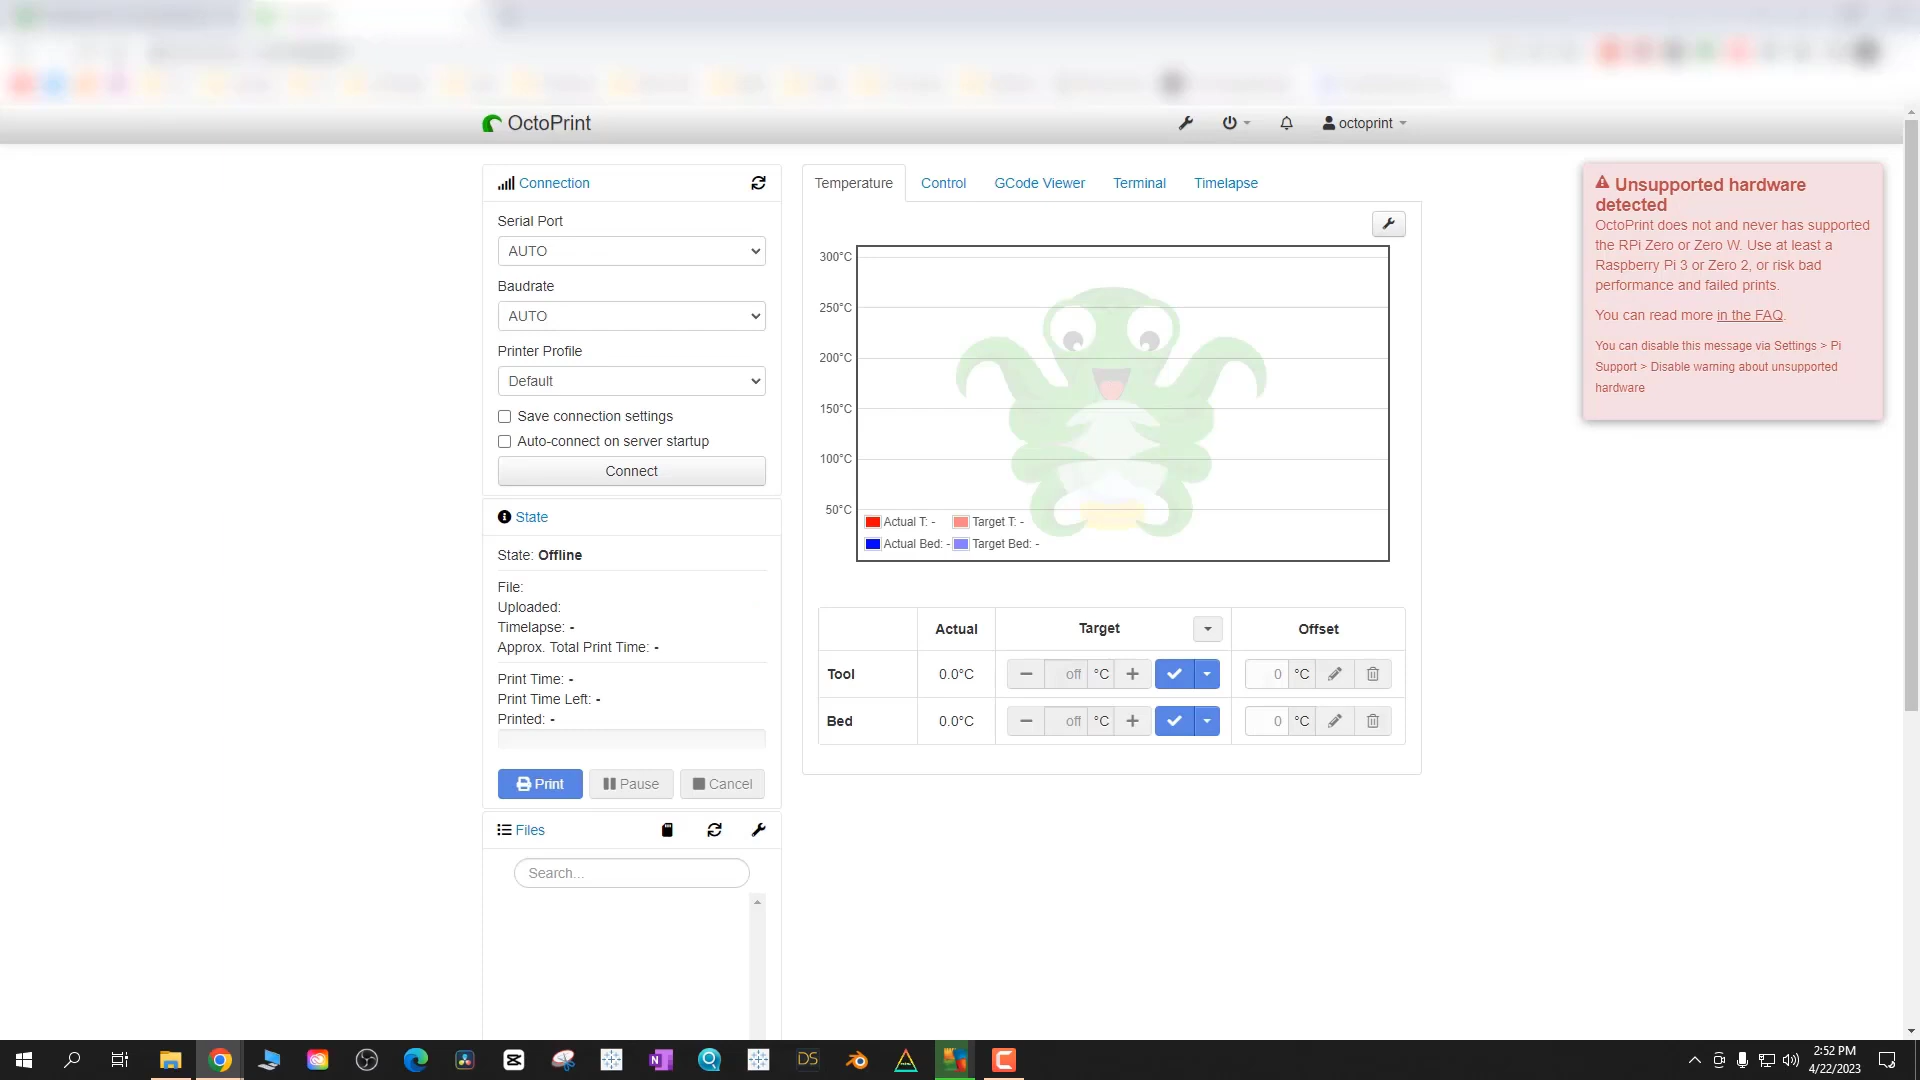 OctoPrint
octoprint
Connection
Serial Port
AUTO
Baudrate
AUTO
Printer Profile
Default
Save connection settings
Auto-connect on server startup
Connect
State
State: Offline
File:
Uploaded:
Timelapse: -
Approx. Total Print Time: -
Print Time: -
Print Time Left: -
Printed: -
Print Pause Cancel
Files
Search...
Temperature Control GCode Viewer Terminal Timelapse
300°C
250°C
200°C
150°C
100°C
50°C
Actual T: - Target T: -
Actual Bed: - Target Bed: -
Actual Target Offset
Tool 0.0°C off °C 0 °C
Bed 0.0°C off °C 0 °C
Unsupported hardware
detected
OctoPrint does not and never has supported
the RPi Zero or Zero W. Use at least a
Raspberry Pi 3 or Zero 2, or risk bad
performance and failed prints.
You can read more in the FAQ.
You can disable this message via Settings > Pi
Support > Disable warning about unsupported
hardware
N
DS
2:52 PM
4/22/2023